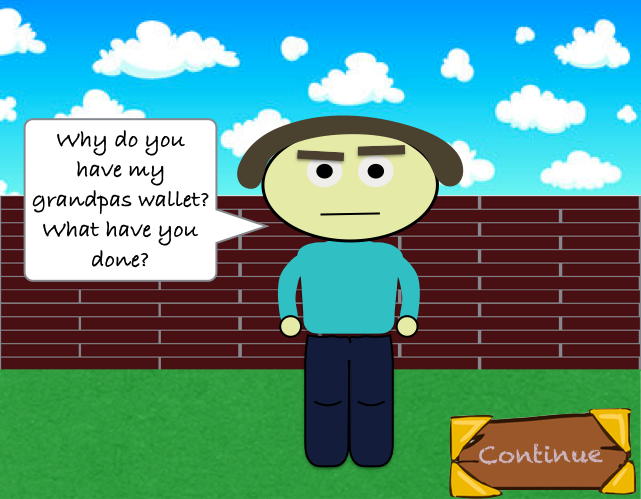 Why do you
have my
grandpas wallet?
What have you
done?
Continue